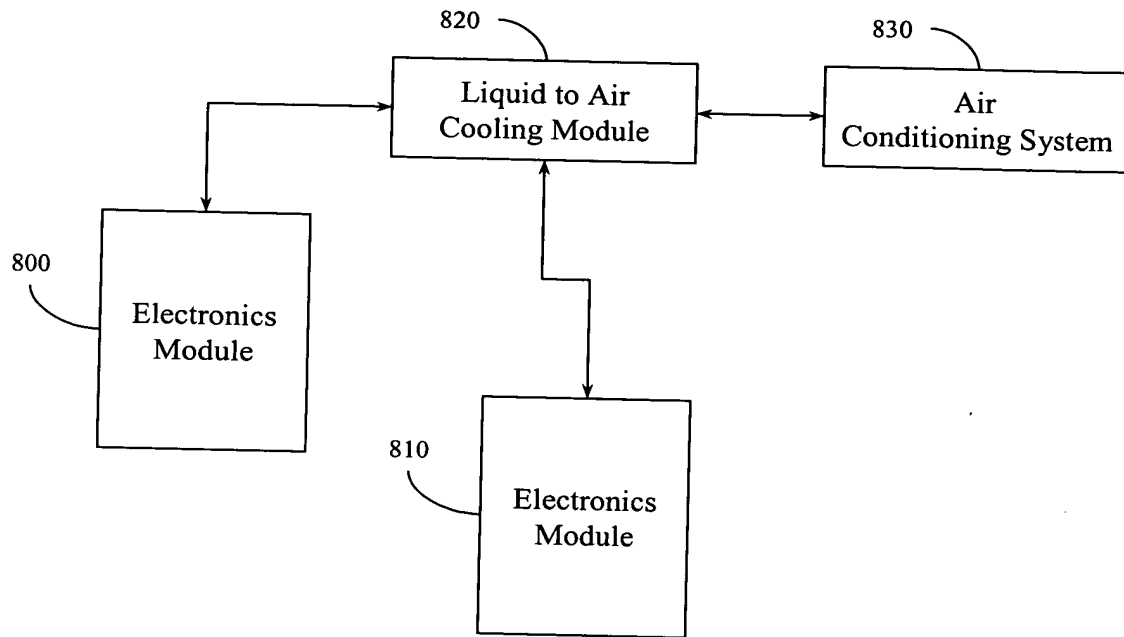 820
830
Liquid to Air
Cooling Module
Air
Conditioning System
800
Electronics
Module
810
Electronics
Module